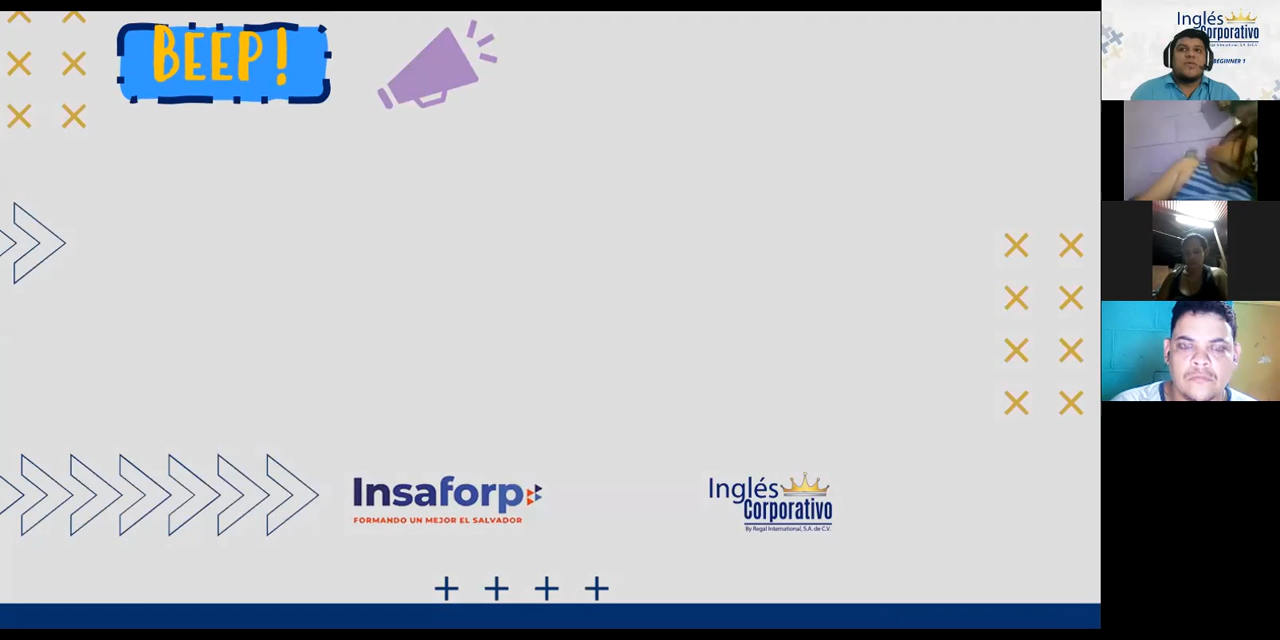 BEEP!
Insaforp
FORMANDO UN MEJOR EL SALVADOR
Inglés
Corporativo
By Regal International, S.A. de C.V.
Inglés
Corporativo
BEGINNER 1